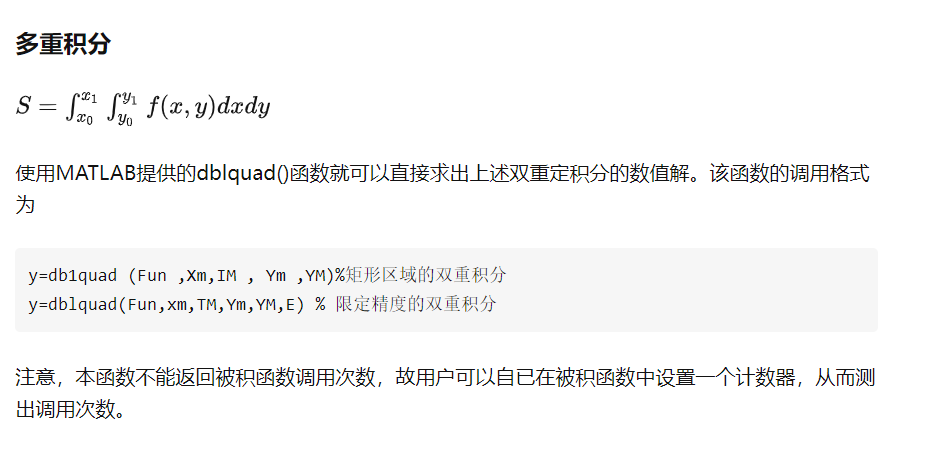 多重积分
S = ∫_{x_0}^{x_1} ∫_{y_0}^{y_1} f(x, y)dxdy
使用MATLAB提供的dblquad()函数就可以直接求出上述双重定积分的数值解。该函数的调用格式
为
y=db1quad (Fun ,Xm,IM , Ym ,YM)%矩形区域的双重积分
y=dblquad(Fun,xm,TM,Ym,YM,E) % 限定精度的双重积分
注意，本函数不能返回被积函数调用次数，故用户可以自已在被积函数中设置一个计数器，从而测
出调用次数。